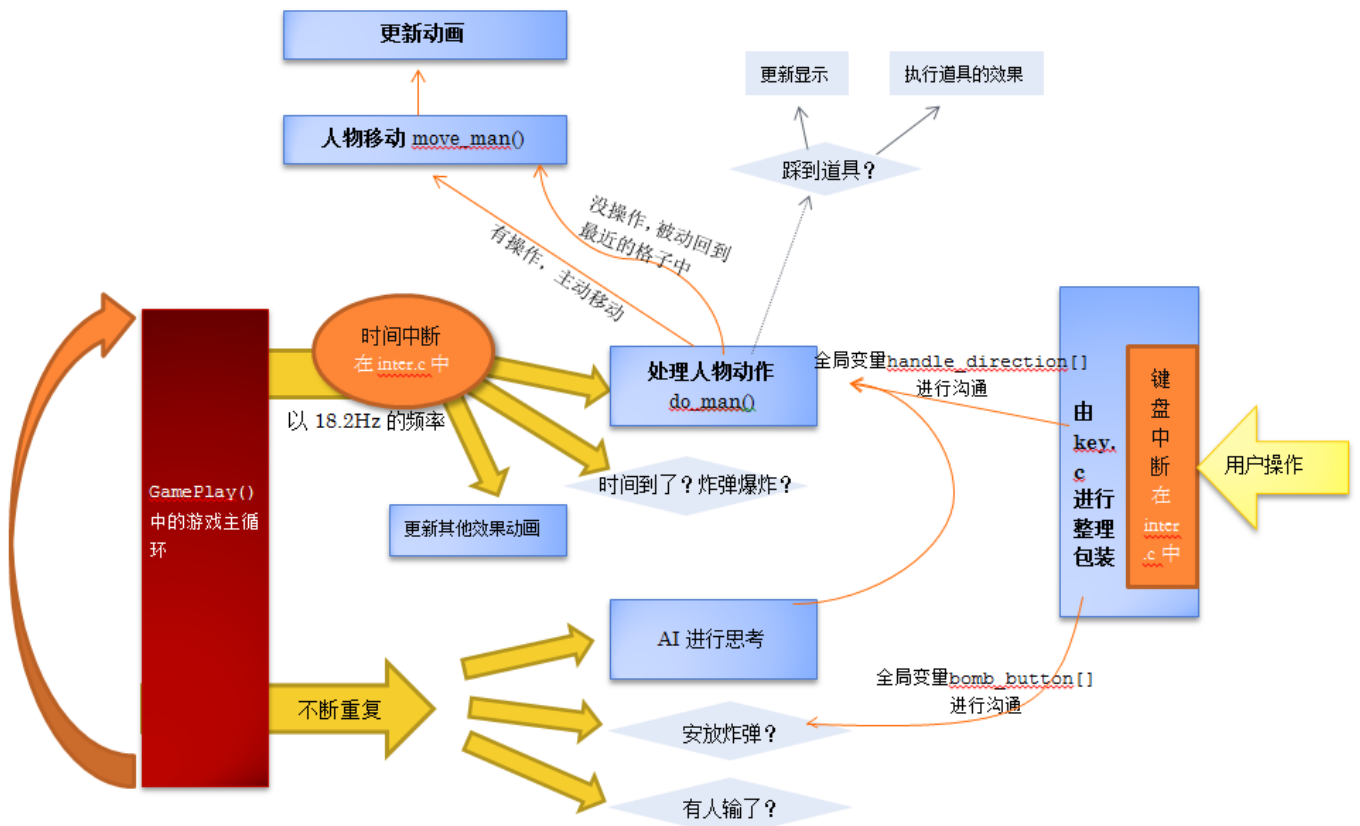 更新动画
更新显示
执行道具的效果
人物移动 move_man()
踩到道具？
没操作，被动回到
最近的格子中
有操作，主动移动
时间中断
在 inter.c 中
以 18.2Hz 的频率
处理人物动作
do_man()
全局变量handle_direction[]
进行沟通
由
key.
c
进行
整理
包装
键
盘
中
断
在
inter
.c 中
用户操作
GamePlay()
中的游戏主循
环
时间到了？炸弹爆炸？
更新其他效果动画
AI 进行思考
全局变量bomb_button[]
进行沟通
不断重复
安放炸弹？
有人输了？